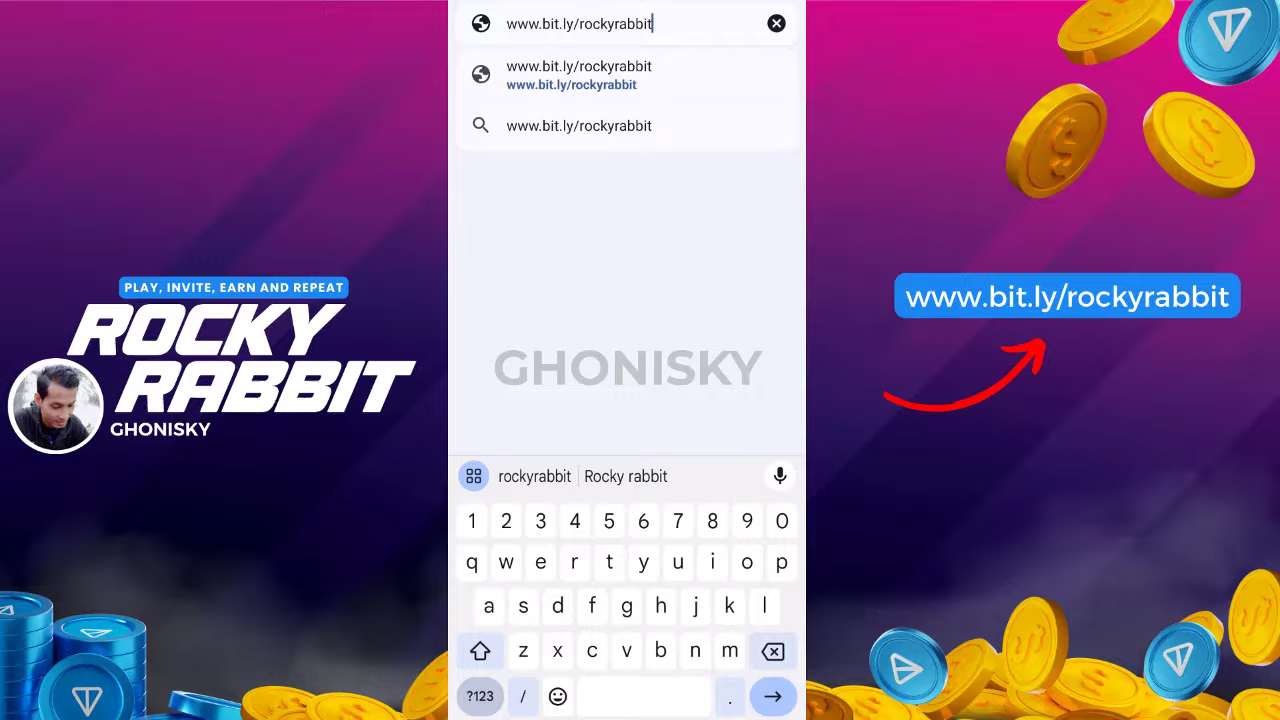 www.bit.ly/rockyrabbit
www.bit.ly/rockyrabbit
www.bit.ly/rockyrabbit
www.bit.ly/rockyrabbit
PLAY, INVITE, EARN AND REPEAT
ROCKY
RABBIT
GHONISKY
GHONISKY
www.bit.ly/rockyrabbit
rockyrabbit Rocky rabbit
1 2 3 4 5 6 7 8 9 0
q w e r t y u i o p
a s d f g h j k l
z x c v b n m
?123 / .